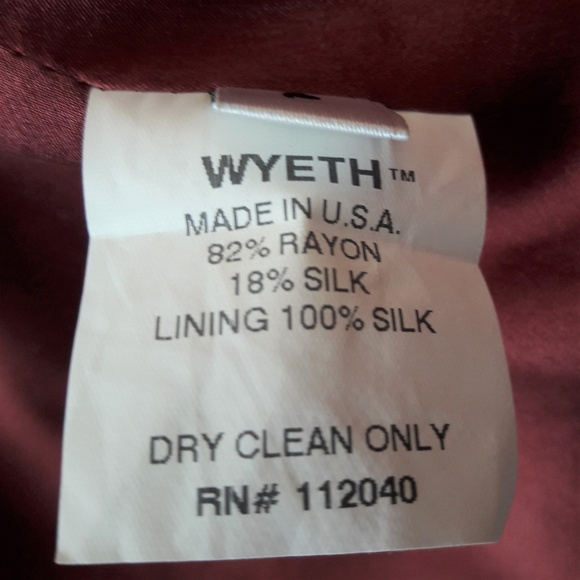 WYETH™
MADE IN U.S.A.
82% RAYON
18% SILK
LINING 100% SILK
DRY CLEAN ONLY
RN# 112040